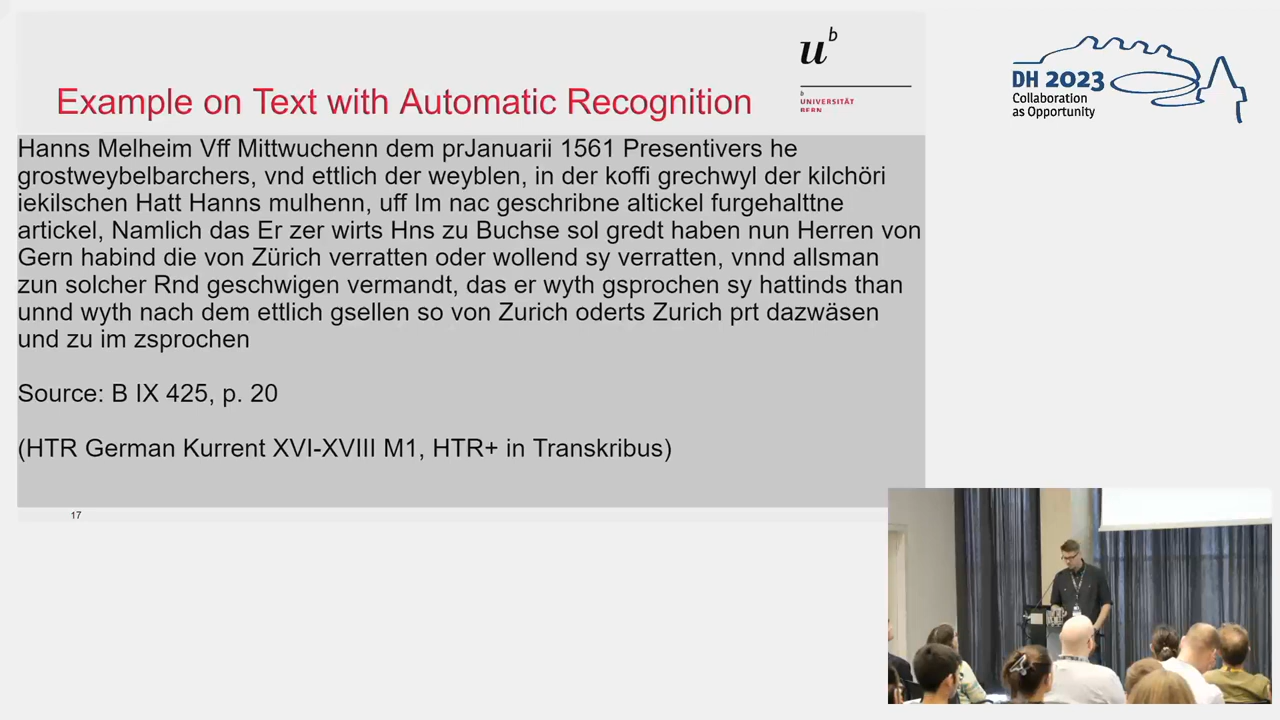 Example on Text with Automatic Recognition
u b
b
UNIVERSITÄT
BERN
DH 2023
Collaboration
as Opportunity
Hanns Melheim Vff Mittwuchenn dem prJanuarii 1561 Presentivers he
grostweybelbarchers, vnd ettlich der weyblen, in der koffi grechwyl der kilchöri
iekilschen Hatt Hanns mulhenn, uff Im nac geschribne altickel furgehalttne
artickel, Namlich das Er zer wirts Hns zu Buchse sol gredt haben nun Herren von
Gern habind die von Zürich verratten oder wollend sy verratten, vnnd allsman
zun solcher Rnd geschwigen vermandt, das er wyth gsprochen sy hattinds than
unnd wyth nach dem ettlich gsellen so von Zurich oderts Zurich prt dazwäsen
und zu im zsprochen
Source: B IX 425, p. 20
(HTR German Kurrent XVI-XVIII M1, HTR+ in Transkribus)
17